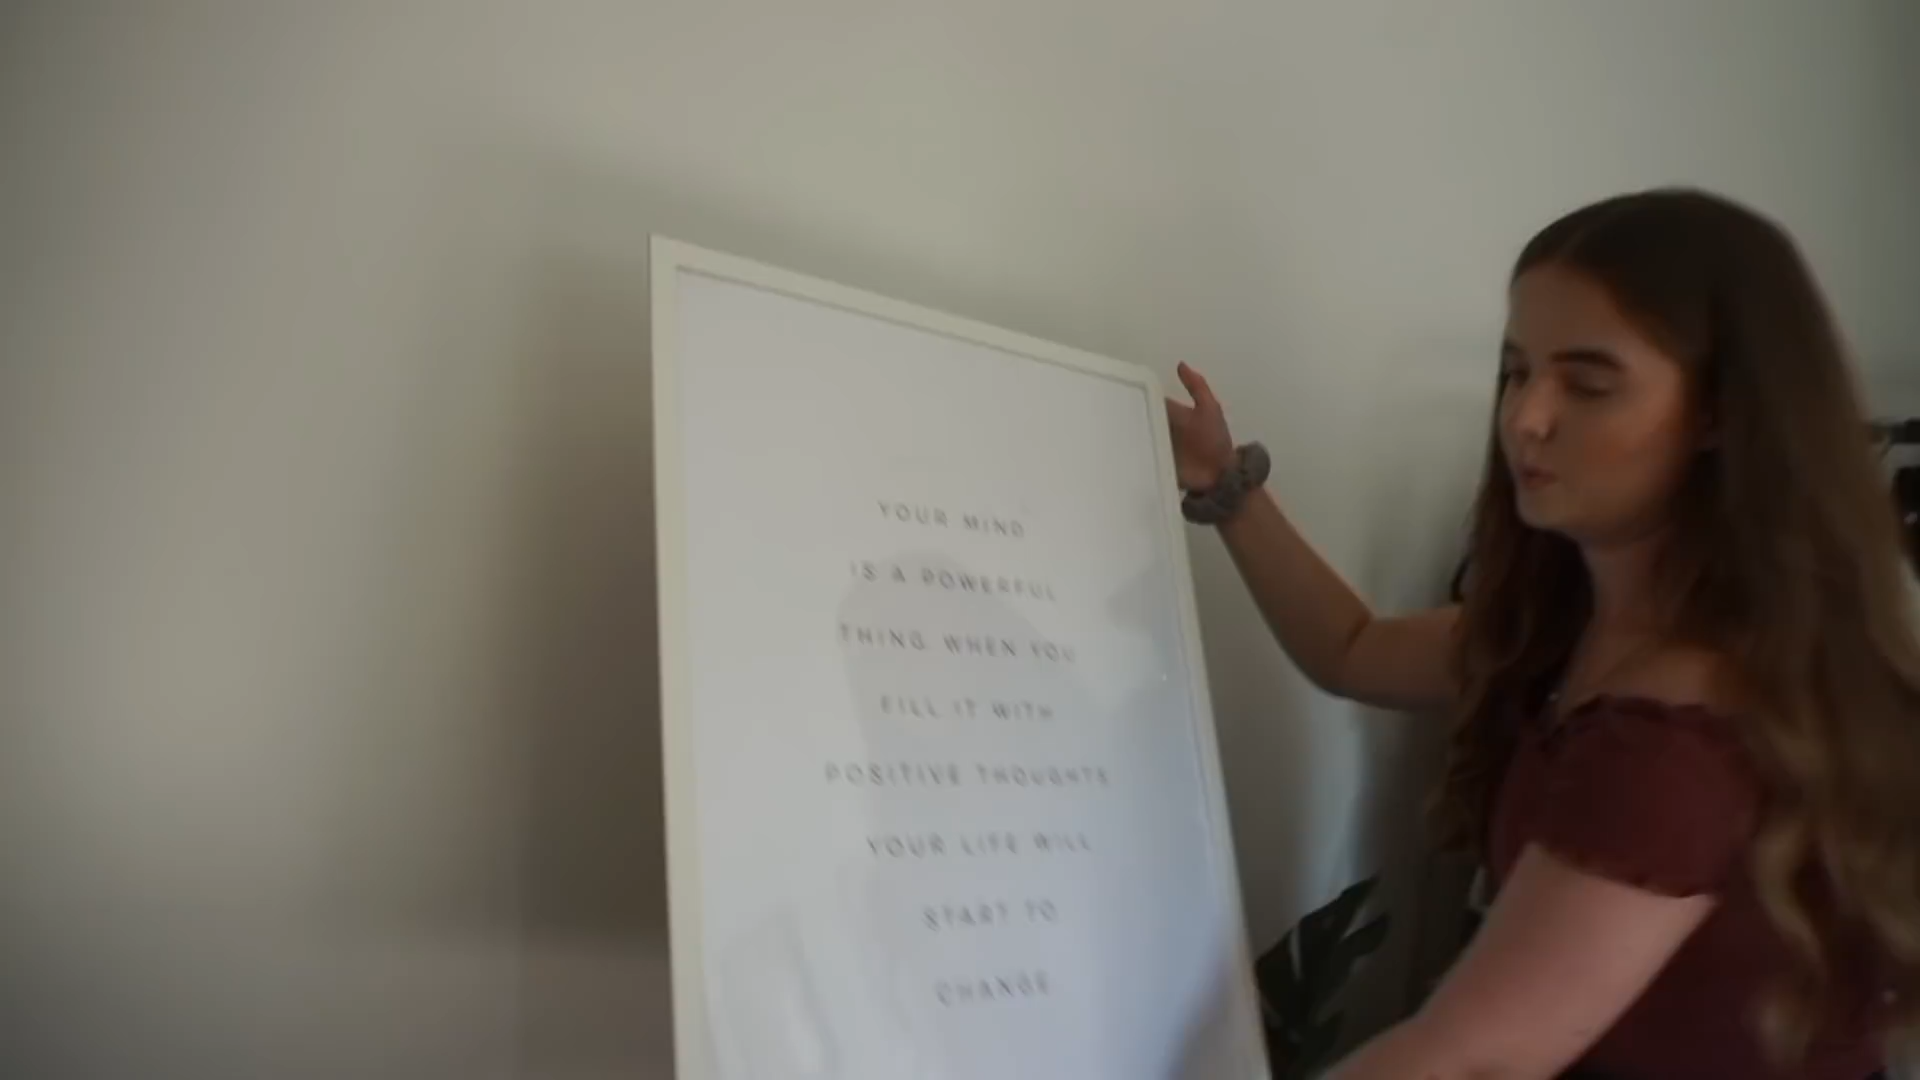 YOUR MIND
IS A POWERFUL
THING. WHEN YOU
FILL IT WITH
POSITIVE THOUGHTS
YOUR LIFE WILL
START TO
CHANGE